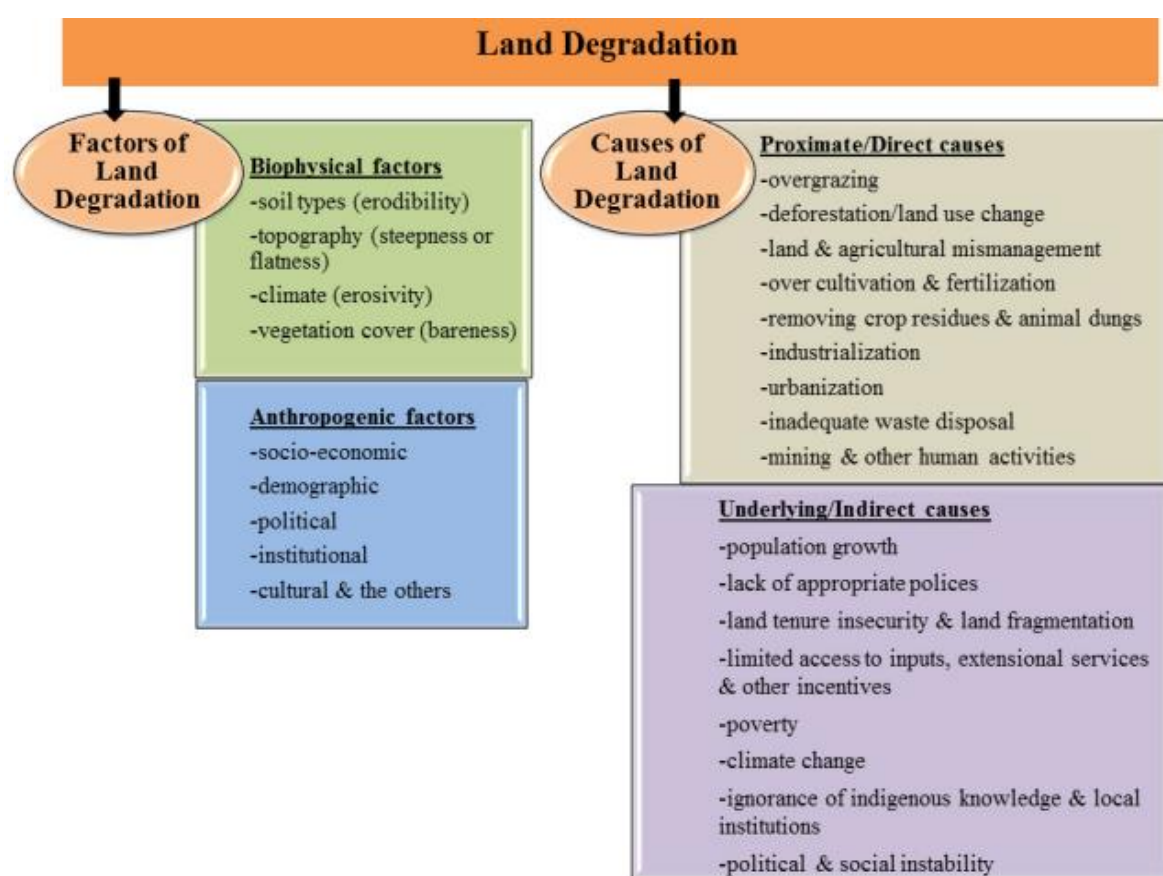 Land Degradation
Factors of
Land
Degradation
Biophysical factors
-soil types (erodibility)
-topography (steepness or
flatness)
-climate (erosivity)
-vegetation cover (bareness)
Anthropogenic factors
-socio-economic
-demographic
-political
-institutional
-cultural & the others
Causes of
Land
Degradation
Proximate/Direct causes
-overgrazing
-deforestation/land use change
-land & agricultural mismanagement
-over cultivation & fertilization
-removing crop residues & animal dungs
-industrialization
-urbanization
-inadequate waste disposal
-mining & other human activities
Underlying/Indirect causes
-population growth
-lack of appropriate polices
-land tenure insecurity & land fragmentation
-limited access to inputs, extensional services
& other incentives
-poverty
-climate change
-ignorance of indigenous knowledge & local
institutions
-political & social instability